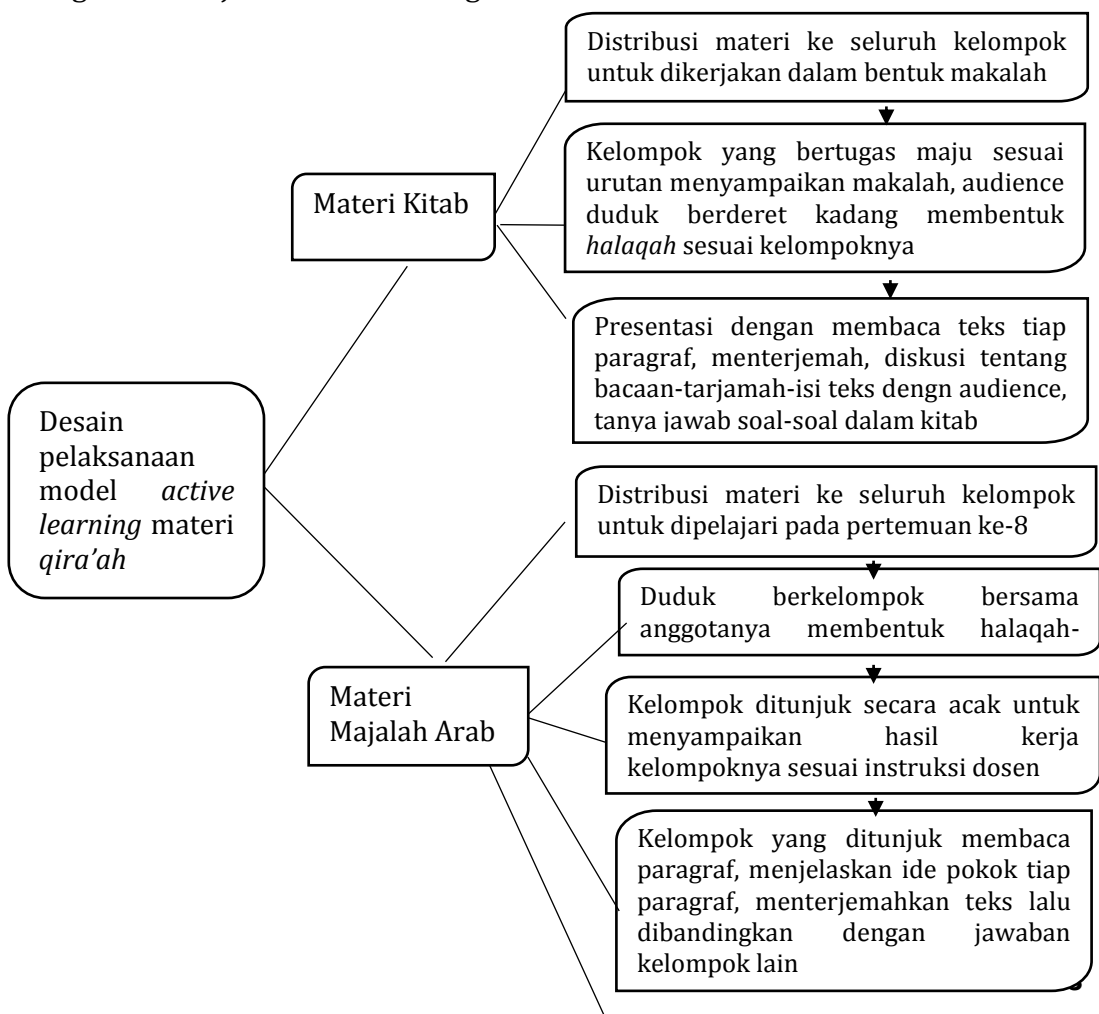 Distribusi materi ke seluruh kelompok
untuk dikerjakan dalam bentuk makalah
Kelompok yang bertugas maju sesuai
urutan menyampaikan makalah, audience
duduk berderet kadang membentuk
halaqah sesuai kelompoknya
Materi Kitab
Presentasi dengan membaca teks tiap
paragraf, menterjemah, diskusi tentang
bacaan-tarjamah-isi teks dengn audience,
tanya jawab soal-soal dalam kitab
Desain
pelaksanaan
model active
learning materi
qira'ah
Distribusi materi ke seluruh kelompok
untuk dipelajari pada pertemuan ke-8
Duduk berkelompok bersama
anggotanya membentuk halaqah-
Materi
Majalah Arab
Kelompok ditunjuk secara acak untuk
menyampaikan hasil kerja
kelompoknya sesuai instruksi dosen
Kelompok yang ditunjuk membaca
paragraf, menjelaskan ide pokok tiap
paragraf, menterjemahkan teks lalu
dibandingkan dengan jawaban
kelompok lain